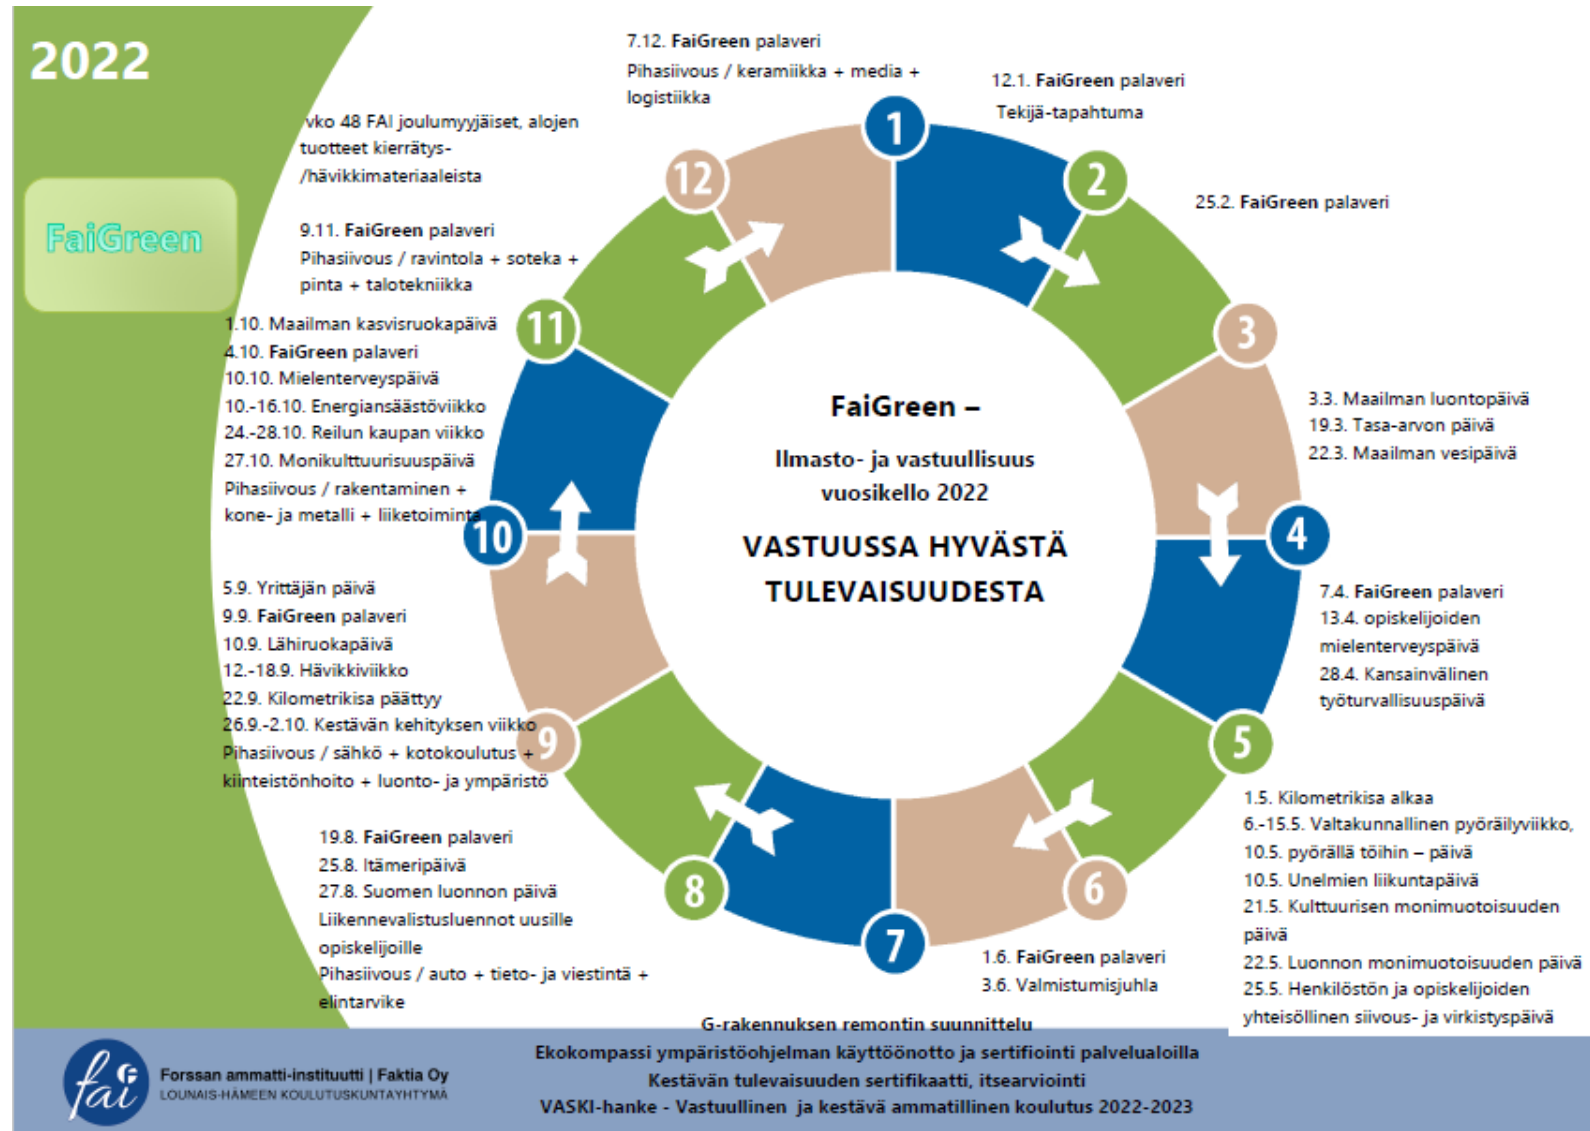 2022
FaiGreen
7.12. FaiGreen palaveri
Pihasiivous / keramiikka + media +
logistiikka
12.1. FaiGreen palaveri
Tekijä-tapahtuma
25.2. FaiGreen palaveri
3.3. Maailman luontopäivä
19.3. Tasa-arvon päivä
22.3. Maailman vesipäivä
7.4. FaiGreen palaveri
13.4. opiskelijoiden
mielenterveyspäivä
28.4. Kansainvälinen
työturvallisuuspäivä
1.5. Kilometrikisa alkaa
6.-15.5. Valtakunnallinen pyöräilyviikko,
10.5. pyörällä töihin – päivä
10.5. Unelmien liikuntapäivä
21.5. Kulttuurisen monimuotoisuuden
päivä
22.5. Luonnon monimuotoisuuden päivä
25.5. Henkilöstön ja opiskelijoiden
yhteisöllinen siivous- ja virkistyspäivä
1.6. FaiGreen palaveri
3.6. Valmistumisjuhla
19.8. FaiGreen palaveri
25.8. Itämeripäivä
27.8. Suomen luonnon päivä
Liikennevalistusluennot uusille
opiskelijoille
Pihasiivous / auto + tieto- ja viestintä +
elintarvike
5.9. Yrittäjän päivä
9.9. FaiGreen palaveri
10.9. Lähiruokapäivä
12.-18.9. Hävikkiviikko
22.9. Kilometrikisa päättyy
26.9.-2.10. Kestävän kehityksen viikko
Pihasiivous / sähkö + kotokoulutus +
kiinteistönhoito + luonto- ja ympäristö
1.10. Maailman kasvisruokapäivä
4.10. FaiGreen palaveri
10.10. Mielenterveyspäivä
10.-16.10. Energiansäästöviikko
24.-28.10. Reilun kaupan viikko
27.10. Monikulttuurisuuspäivä
Pihasiivous / rakentaminen +
kone- ja metalli + liiketoiminta
9.11. FaiGreen palaveri
Pihasiivous / ravintola + soteka +
pinta + talotekniikka
vko 48 FAI joulumyyjäiset, alojen
tuotteet kierrätys-
/hävikkimateriaaleista
1
2
3
4
5
6
7
8
9
10
11
12
FaiGreen –
Ilmasto- ja vastuullisuus
vuosikello 2022
VASTUUSSA HYVÄSTÄ
TULEVAISUUDESTA
G-rakennuksen remontin suunnittelu
Ekokompassi ympäristöohjelman käyttöönotto ja sertifiointi palvelualoilla
Kestävän tulevaisuuden sertifikaatti, itsearviointi
VASKI-hanke - Vastuullinen ja kestävä ammatillinen koulutus 2022-2023
fai
Forssan ammatti-instituutti | Faktia Oy
LOUNAIS-HÄMEEN KOULUTUSKUNTAYHTYMÄ